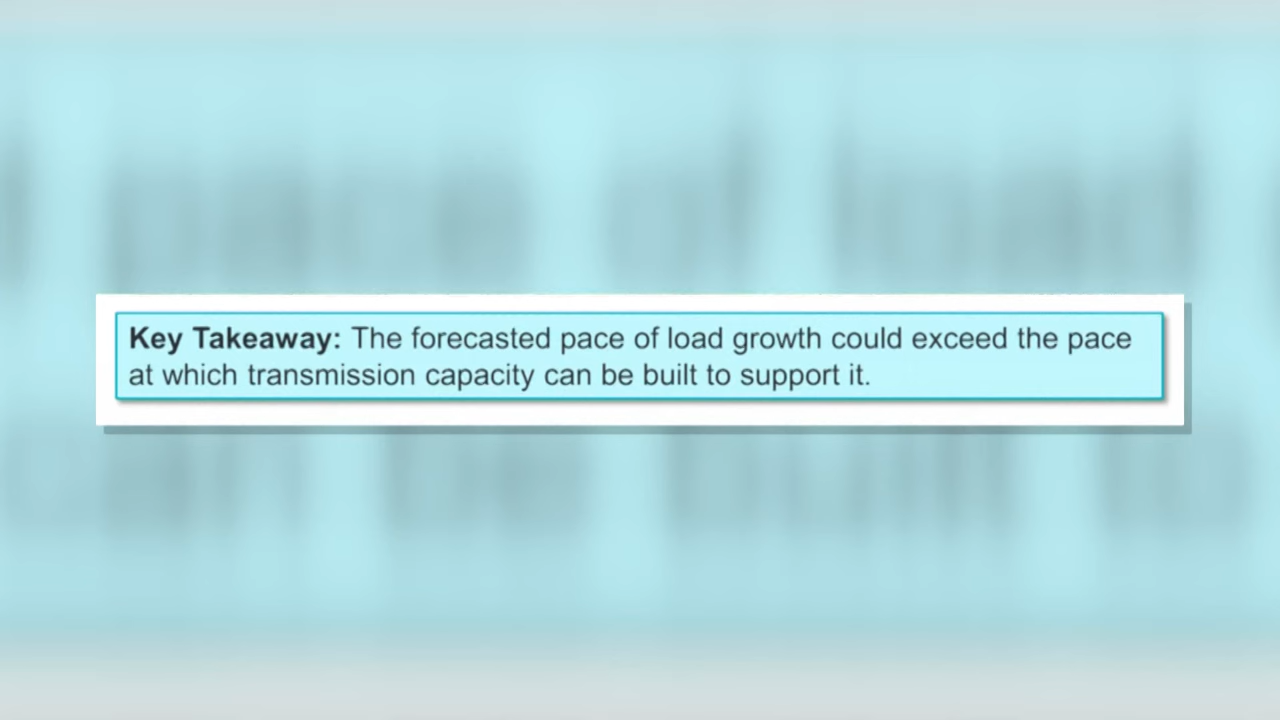 Key Takeaway: The forecasted pace of load growth could exceed the pace
at which transmission capacity can be built to support it.